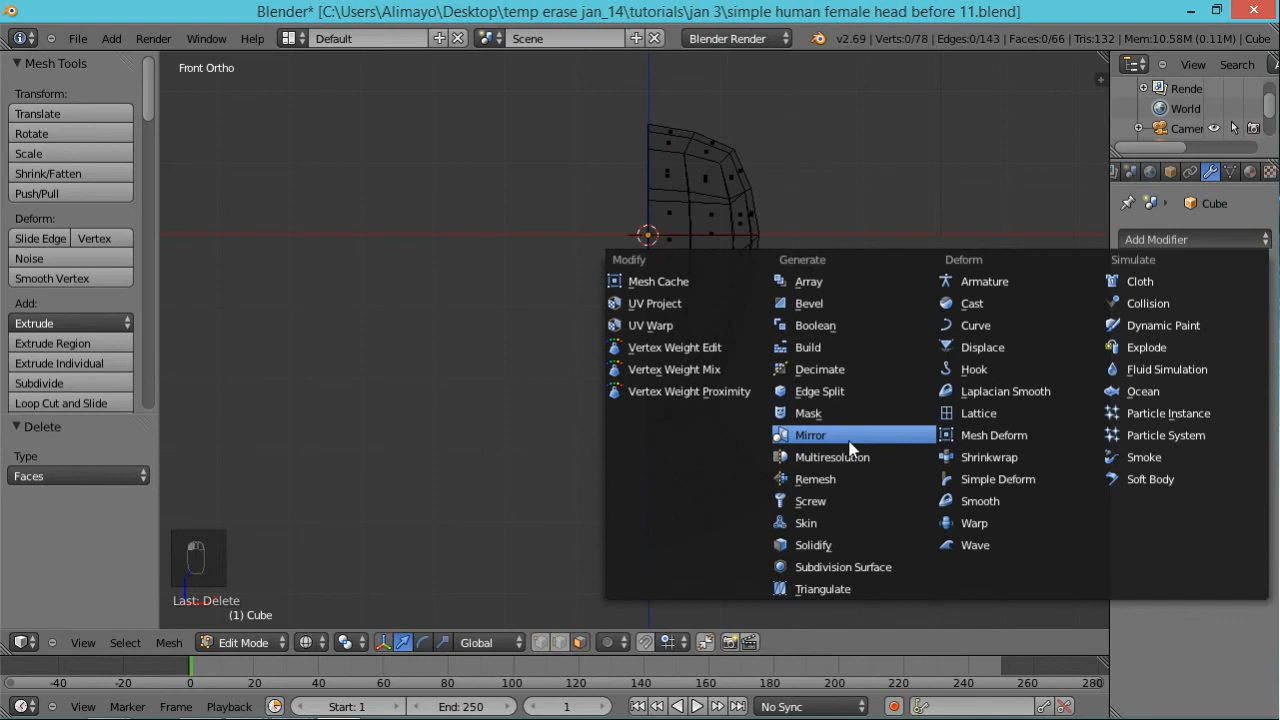 Blender* [C:\Users\Alimayo\Desktop\temp erase jan_14\tutorials\jan 3\simple human female head before 11.blend]
File Add Render Window Help Default Scene Blender Render v2.69 | Verts:0/78 | Edges:0/143 | Faces:0/66 | Tris:132 | Mem:10.58M (0.11M) | Cube
Mesh Tools
Transform:
Translate
Rotate
Scale
Shrink/Fatten
Push/Pull
Deform:
Slide Edge Vertex
Noise
Smooth Vertex
Add:
Extrude
Extrude Region
Extrude Individual
Subdivide
Loop Cut and Slide
Delete
Type
Faces
Front Ortho
Modify
Mesh Cache
UV Project
UV Warp
Vertex Weight Edit
Vertex Weight Mix
Vertex Weight Proximity
Generate
Array
Bevel
Boolean
Build
Decimate
Edge Split
Mask
Mirror
Multiresolution
Remesh
Screw
Skin
Solidify
Subdivision Surface
Triangulate
Deform
Armature
Cast
Curve
Displace
Hook
Laplacian Smooth
Lattice
Mesh Deform
Shrinkwrap
Simple Deform
Smooth
Warp
Wave
Simulate
Cloth
Collision
Dynamic Paint
Explode
Fluid Simulation
Ocean
Particle Instance
Particle System
Smoke
Soft Body
Last: Delete
(1) Cube
View Search
Rende
World
Camer
Cube
Add Modifier
View Select Mesh Edit Mode Global
-40 -20 0 20 40 60 80 100 120 140 160 180 200 220 240 260 280
View Marker Frame Playback Start: 1 End: 250 1 No Sync